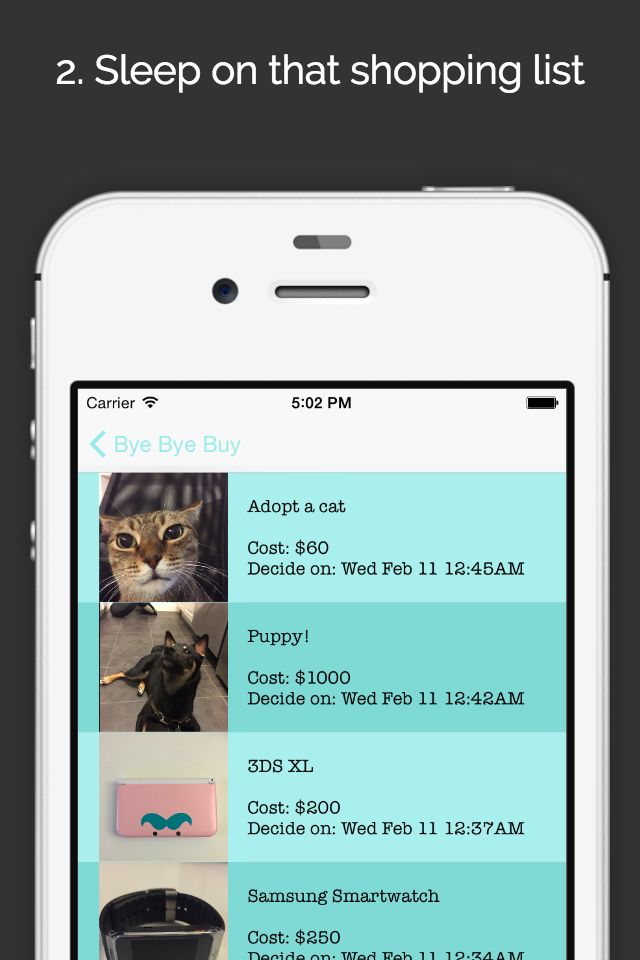 2. Sleep on that shopping list
Carrier 5:02 PM
Bye Bye Buy
Adopt a cat
Cost: $60
Decide on: Wed Feb 11 12:45AM
Puppy!
Cost: $1000
Decide on: Wed Feb 11 12:42AM
3DS XL
Cost: $200
Decide on: Wed Feb 11 12:37AM
Samsung Smartwatch
Cost: $250
Decide on: Wed Feb 11 12:34AM